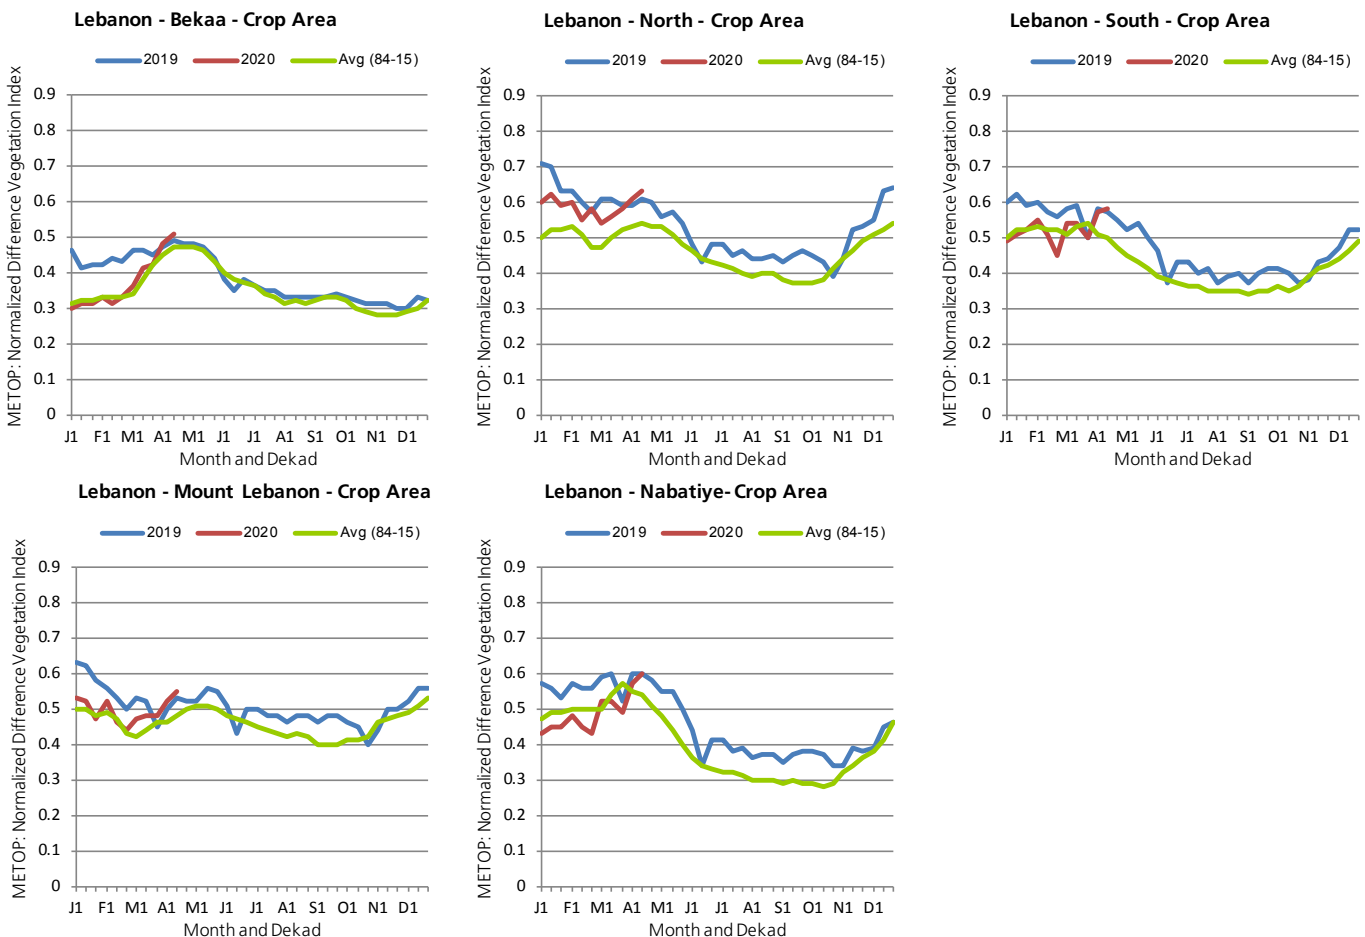 Lebanon - Bekaa - Crop Area
2019 2020 Avg (84-15)
METOP: Normalized Difference Vegetation Index
0.9
0.8
0.7
0.6
0.5
0.4
0.3
0.2
0.1
0
J1 F1 M1 A1 M1 J1 J1 A1 S1 O1 N1 D1
Month and Dekad
Lebanon - North - Crop Area
2019 2020 Avg (84-15)
METOP: Normalized Difference Vegetation Index
0.9
0.8
0.7
0.6
0.5
0.4
0.3
0.2
0.1
0
J1 F1 M1 A1 M1 J1 J1 A1 S1 O1 N1 D1
Month and Dekad
Lebanon - South - Crop Area
2019 2020 Avg (84-15)
METOP: Normalized Difference Vegetation Index
0.9
0.8
0.7
0.6
0.5
0.4
0.3
0.2
0.1
0
J1 F1 M1 A1 M1 J1 J1 A1 S1 O1 N1 D1
Month and Dekad
Lebanon - Mount Lebanon - Crop Area
2019 2020 Avg (84-15)
METOP: Normalized Difference Vegetation Index
0.9
0.8
0.7
0.6
0.5
0.4
0.3
0.2
0.1
0
J1 F1 M1 A1 M1 J1 J1 A1 S1 O1 N1 D1
Month and Dekad
Lebanon - Nabatiye- Crop Area
2019 2020 Avg (84-15)
METOP: Normalized Difference Vegetation Index
0.9
0.8
0.7
0.6
0.5
0.4
0.3
0.2
0.1
0
J1 F1 M1 A1 M1 J1 J1 A1 S1 O1 N1 D1
Month and Dekad